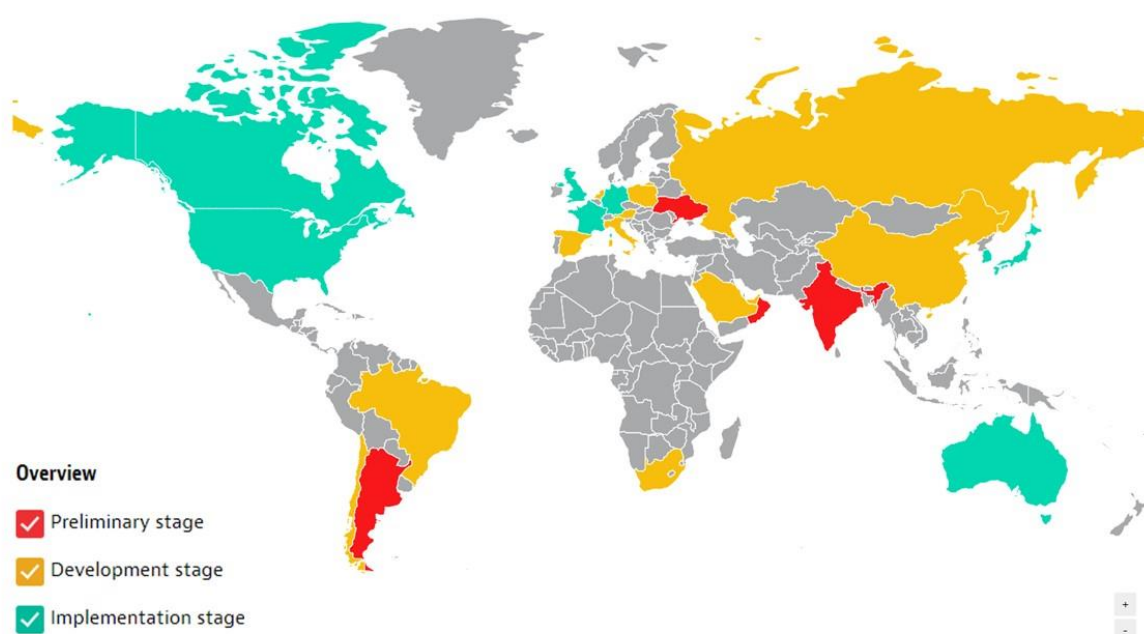 Overview
Preliminary stage
Development stage
Implementation stage
+
-